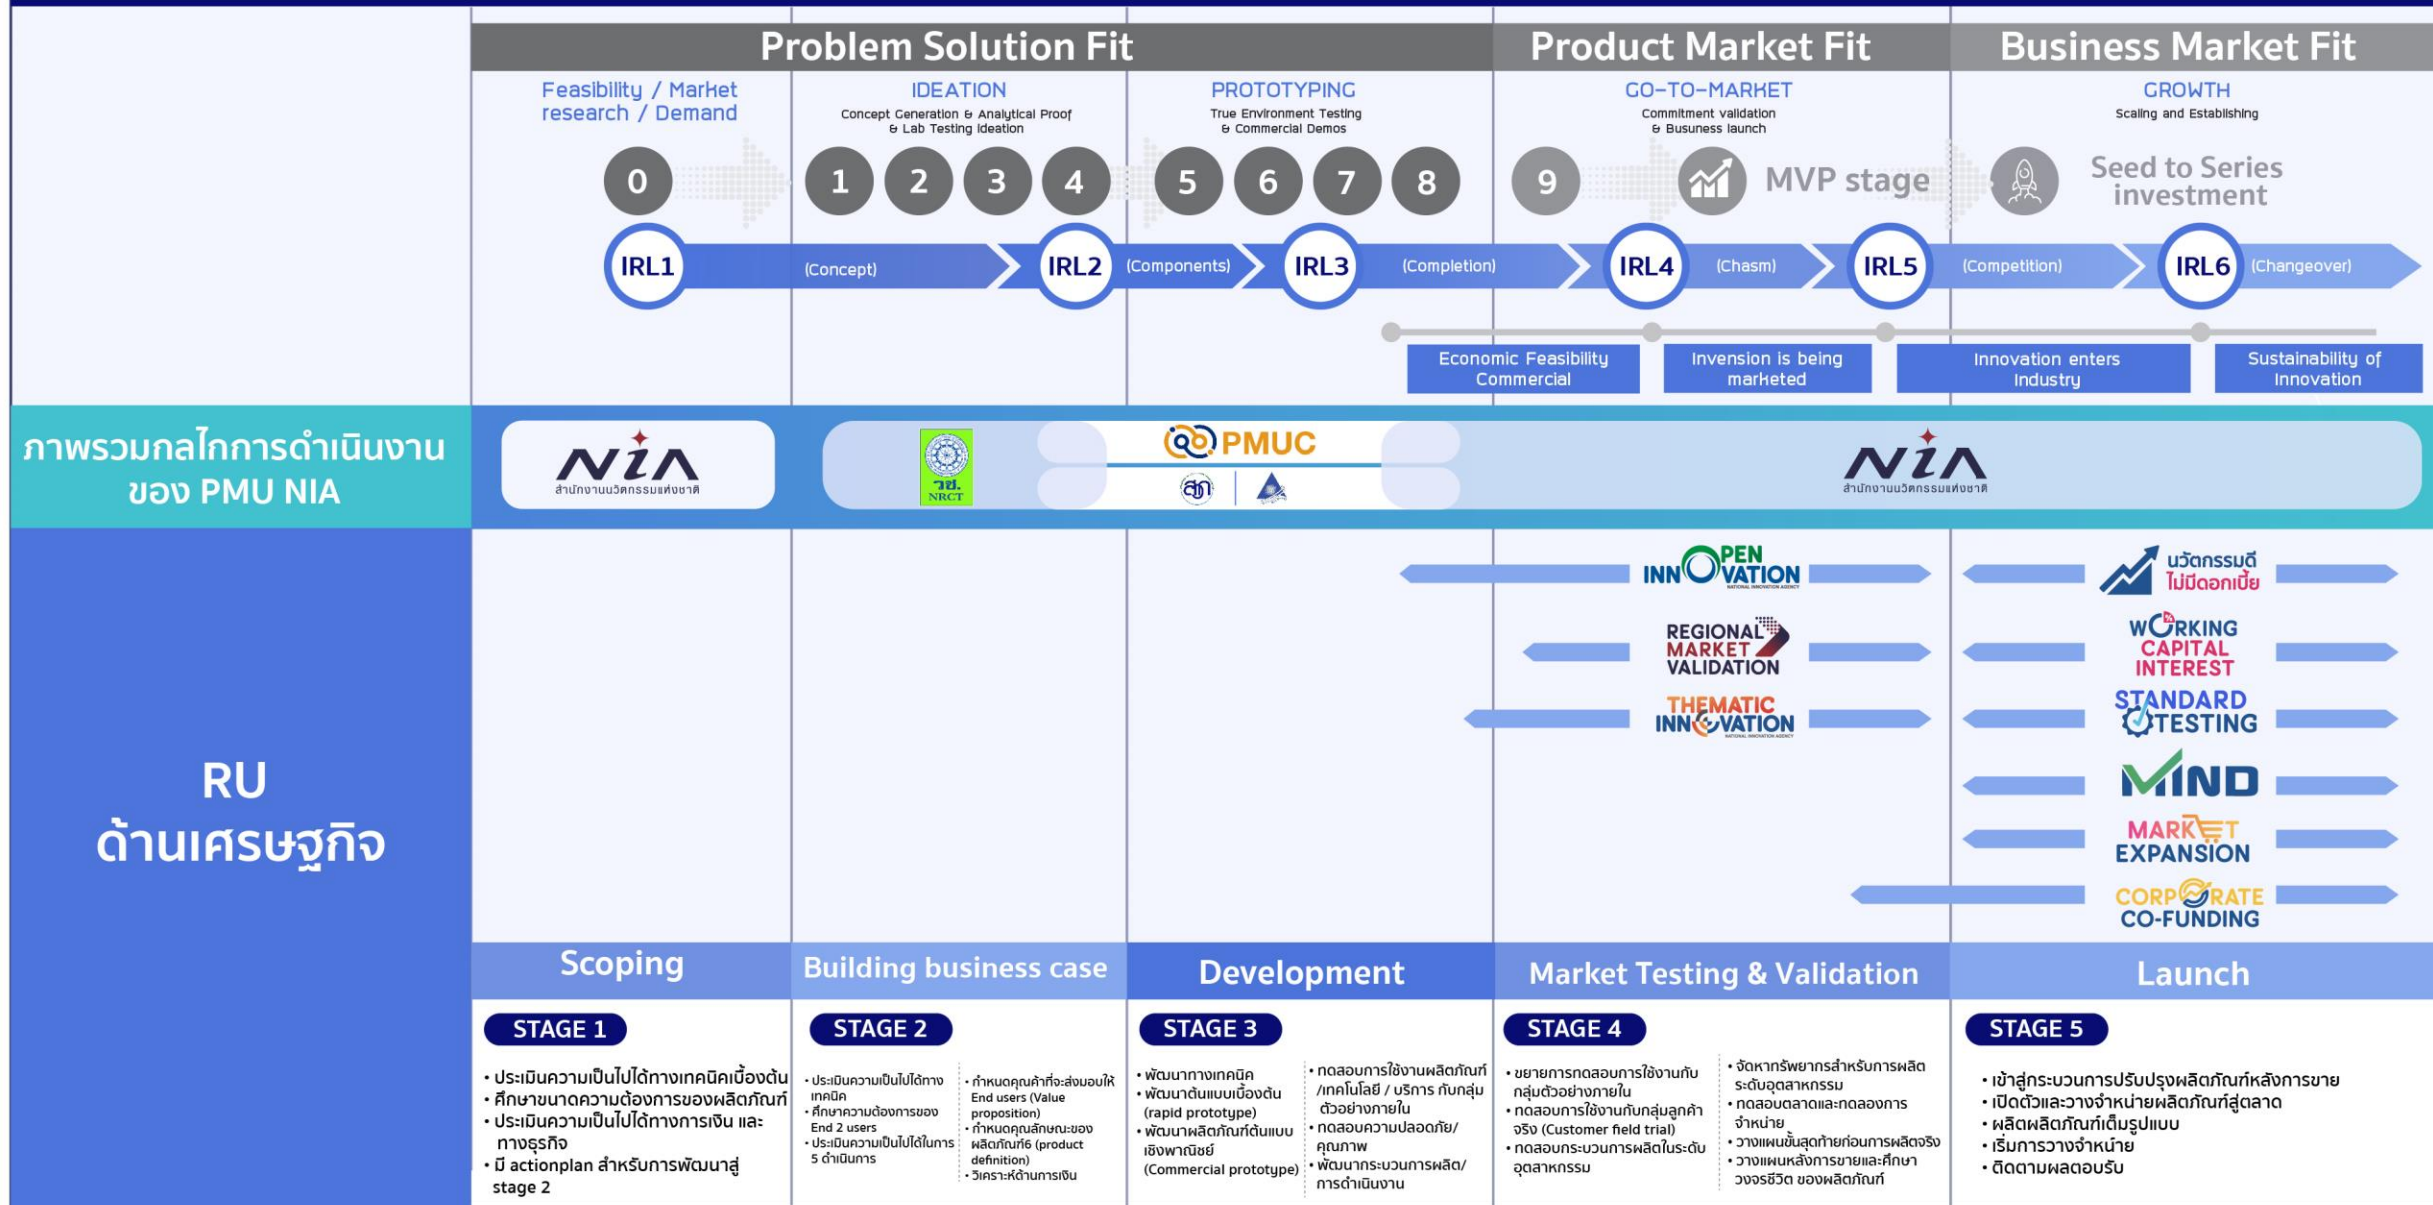 Problem Solution Fit
Product Market Fit
Business Market Fit
Feasibility / Market
research / Demand
IDEATION
Concept Generation & Analytical Proof
& Lab Testing Ideation
PROTOTYPING
True Environment Testing
& Commercial Demos
GO-TO-MARKET
Commitment validation
& Busuness launch
GROWTH
Scaling and Establishing
0
1
2
3
4
5
6
7
8
9
MVP stage
Seed to Series
investment
IRL1
(Concept)
IRL2
(Components)
IRL3
(Completion)
IRL4
(Chasm)
IRL5
(Competition)
IRL6
(Changeover)
Economic Feasibility
Commercial
Invension is being
marketed
Innovation enters
Industry
Sustainability of
Innovation
ภาพรวมกลไกการดำเนินงาน
ของ PMU NIA
NiA
สำนักงานนวัตกรรมแห่งชาติ
วช.
NRCT
PMUC
สวก
NiA
สำนักงานนวัตกรรมแห่งชาติ
RU
ด้านเศรษฐกิจ
OPEN
INNOVATION
NATIONAL INNOVATION AGENCY
REGIONAL
MARKET
VALIDATION
THEMATIC
INNOVATION
NATIONAL INNOVATION AGENCY
นวัตกรรมดี
ไม่มีดอกเบี้ย
WORKING
CAPITAL
INTEREST
STANDARD
TESTING
MIND
MARKET
EXPANSION
CORPORATE
CO-FUNDING
Scoping
Building business case
Development
Market Testing & Validation
Launch
STAGE 1
• ประเมินความเป็นไปได้ทางเทคนิคเบื้องต้น
• ศึกษาขนาดความต้องการของผลิตภัณฑ์
• ประเมินความเป็นไปได้ทางการเงิน และ
ทางธุรกิจ
• มี actionplan สำหรับการพัฒนาสู่
stage 2
STAGE 2
• ประเมินความเป็นไปได้ทาง
เทคนิค
• ศึกษาความต้องการของ
End 2 users
• ประเมินความเป็นไปได้ในการ
5 ดำเนินการ
• กำหนดคุณค้าที่จะส่งมอบให้
End users (Value
proposition)
• กำหนดคุณลักษณะของ
ผลิตภัณฑ์6 (product
definition)
• วิเคราะห์ด้านการเงิน
STAGE 3
• พัฒนาทางเทคนิค
• พัฒนาต้นแบบเบื้องต้น
(rapid prototype)
• พัฒนาผลิตภัณฑ์ต้นแบบ
เชิงพาณิชย์
(Commercial prototype)
• ทดสอบการใช้งานผลิตภัณฑ์
/เทคโนโลยี / บริการ กับกลุ่ม
ตัวอย่างภายใน
• ทดสอบความปลอดภัย/
คุณภาพ
• พัฒนากระบวนการผลิต/
การดำเนินงาน
STAGE 4
• ขยายการทดสอบการใช้งานกับ
กลุ่มตัวอย่างภายใน
• ทดสอบการใช้งานกับกลุ่มลูกค้า
จริง (Customer field trial)
• ทดสอบกระบวนการผลิตในระดับ
อุตสาหกรรม
• จัดหาทรัพยากรสำหรับการผลิต
ระดับอุตสาหกรรม
• ทดสอบตลาดและทดลองการ
จำหน่าย
• วางแผนขั้นสุดท้ายก่อนการผลิตจริง
• วางแผนหลังการขายและศึกษา
วงจรชีวิต ของผลิตภัณฑ์
STAGE 5
• เข้าสู่กระบวนการปรับปรุงผลิตภัณฑ์หลังการขาย
• เปิดตัวและวางจำหน่ายผลิตภัณฑ์สู่ตลาด
• ผลิตผลิตภัณฑ์เต็มรูปแบบ
• เริ่มการวางจำหน่าย
• ติดตามผลตอบรับ